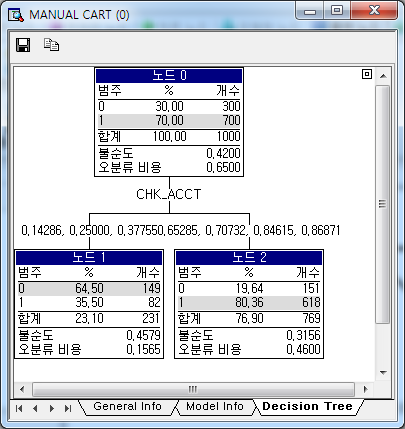 MANUAL CART (0)
노드 0
범주 % 개수
0 30,00 300
1 70,00 700
합계 100,00 1000
불순도 0,4200
오분류 비용 0,6500
CHK_ACCT
0,14286, 0,25000, 0,377550,65285, 0,70732, 0,84615, 0,86871
노드 1
범주 % 개수
0 64,50 149
1 35,50 82
합계 23,10 231
불순도 0,4579
오분류 비용 0,1565
노드 2
범주 % 개수
0 19,64 151
1 80,36 618
합계 76,90 769
불순도 0,3156
오분류 비용 0,4600
General Info Model Info Decision Tree